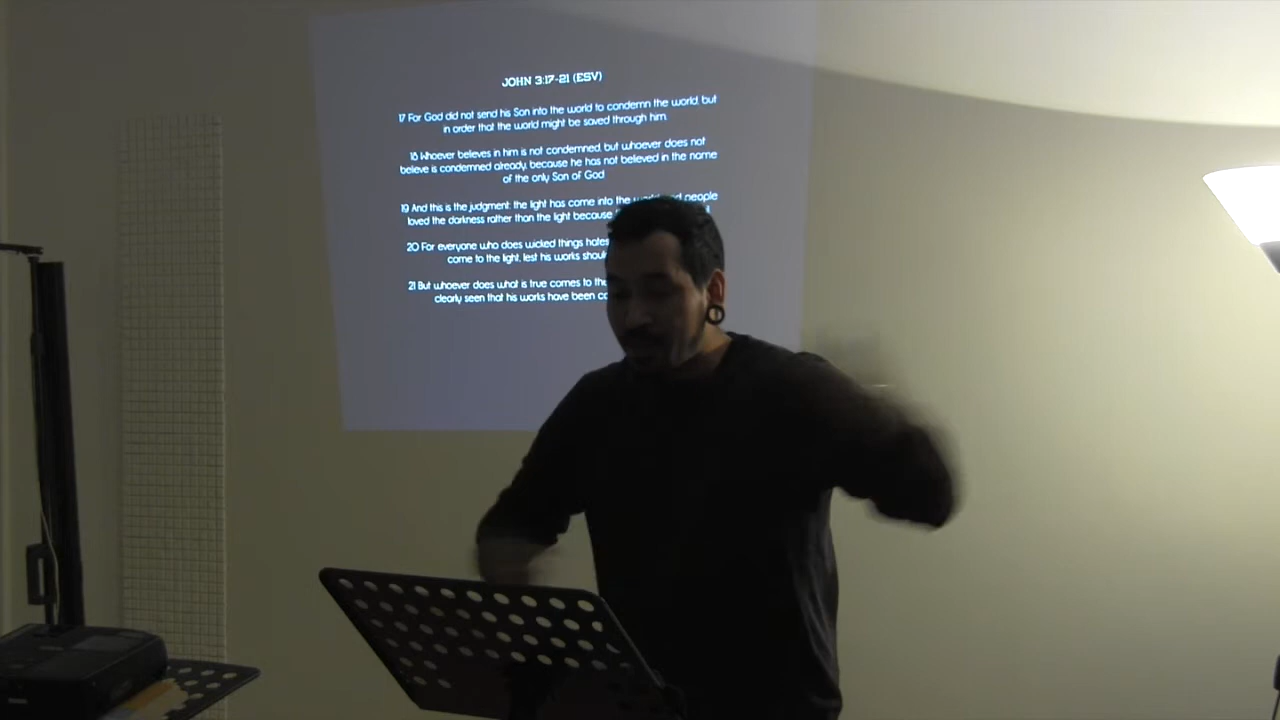 JOHN 3:17-21 (ESV)
17 For God did not send his Son into the world to condemn the world, but
in order that the world might be saved through him.
18 Whoever believes in him is not condemned, but whoever does not
believe is condemned already, because he has not believed in the name
of the only Son of God
19 And this is the judgment: the light has come into the world and people
loved the darkness rather than the light because
20 For everyone who does wicked things hates
come to the light, lest his works
21 But whoever does what is true comes to
clearly seen that his works have been